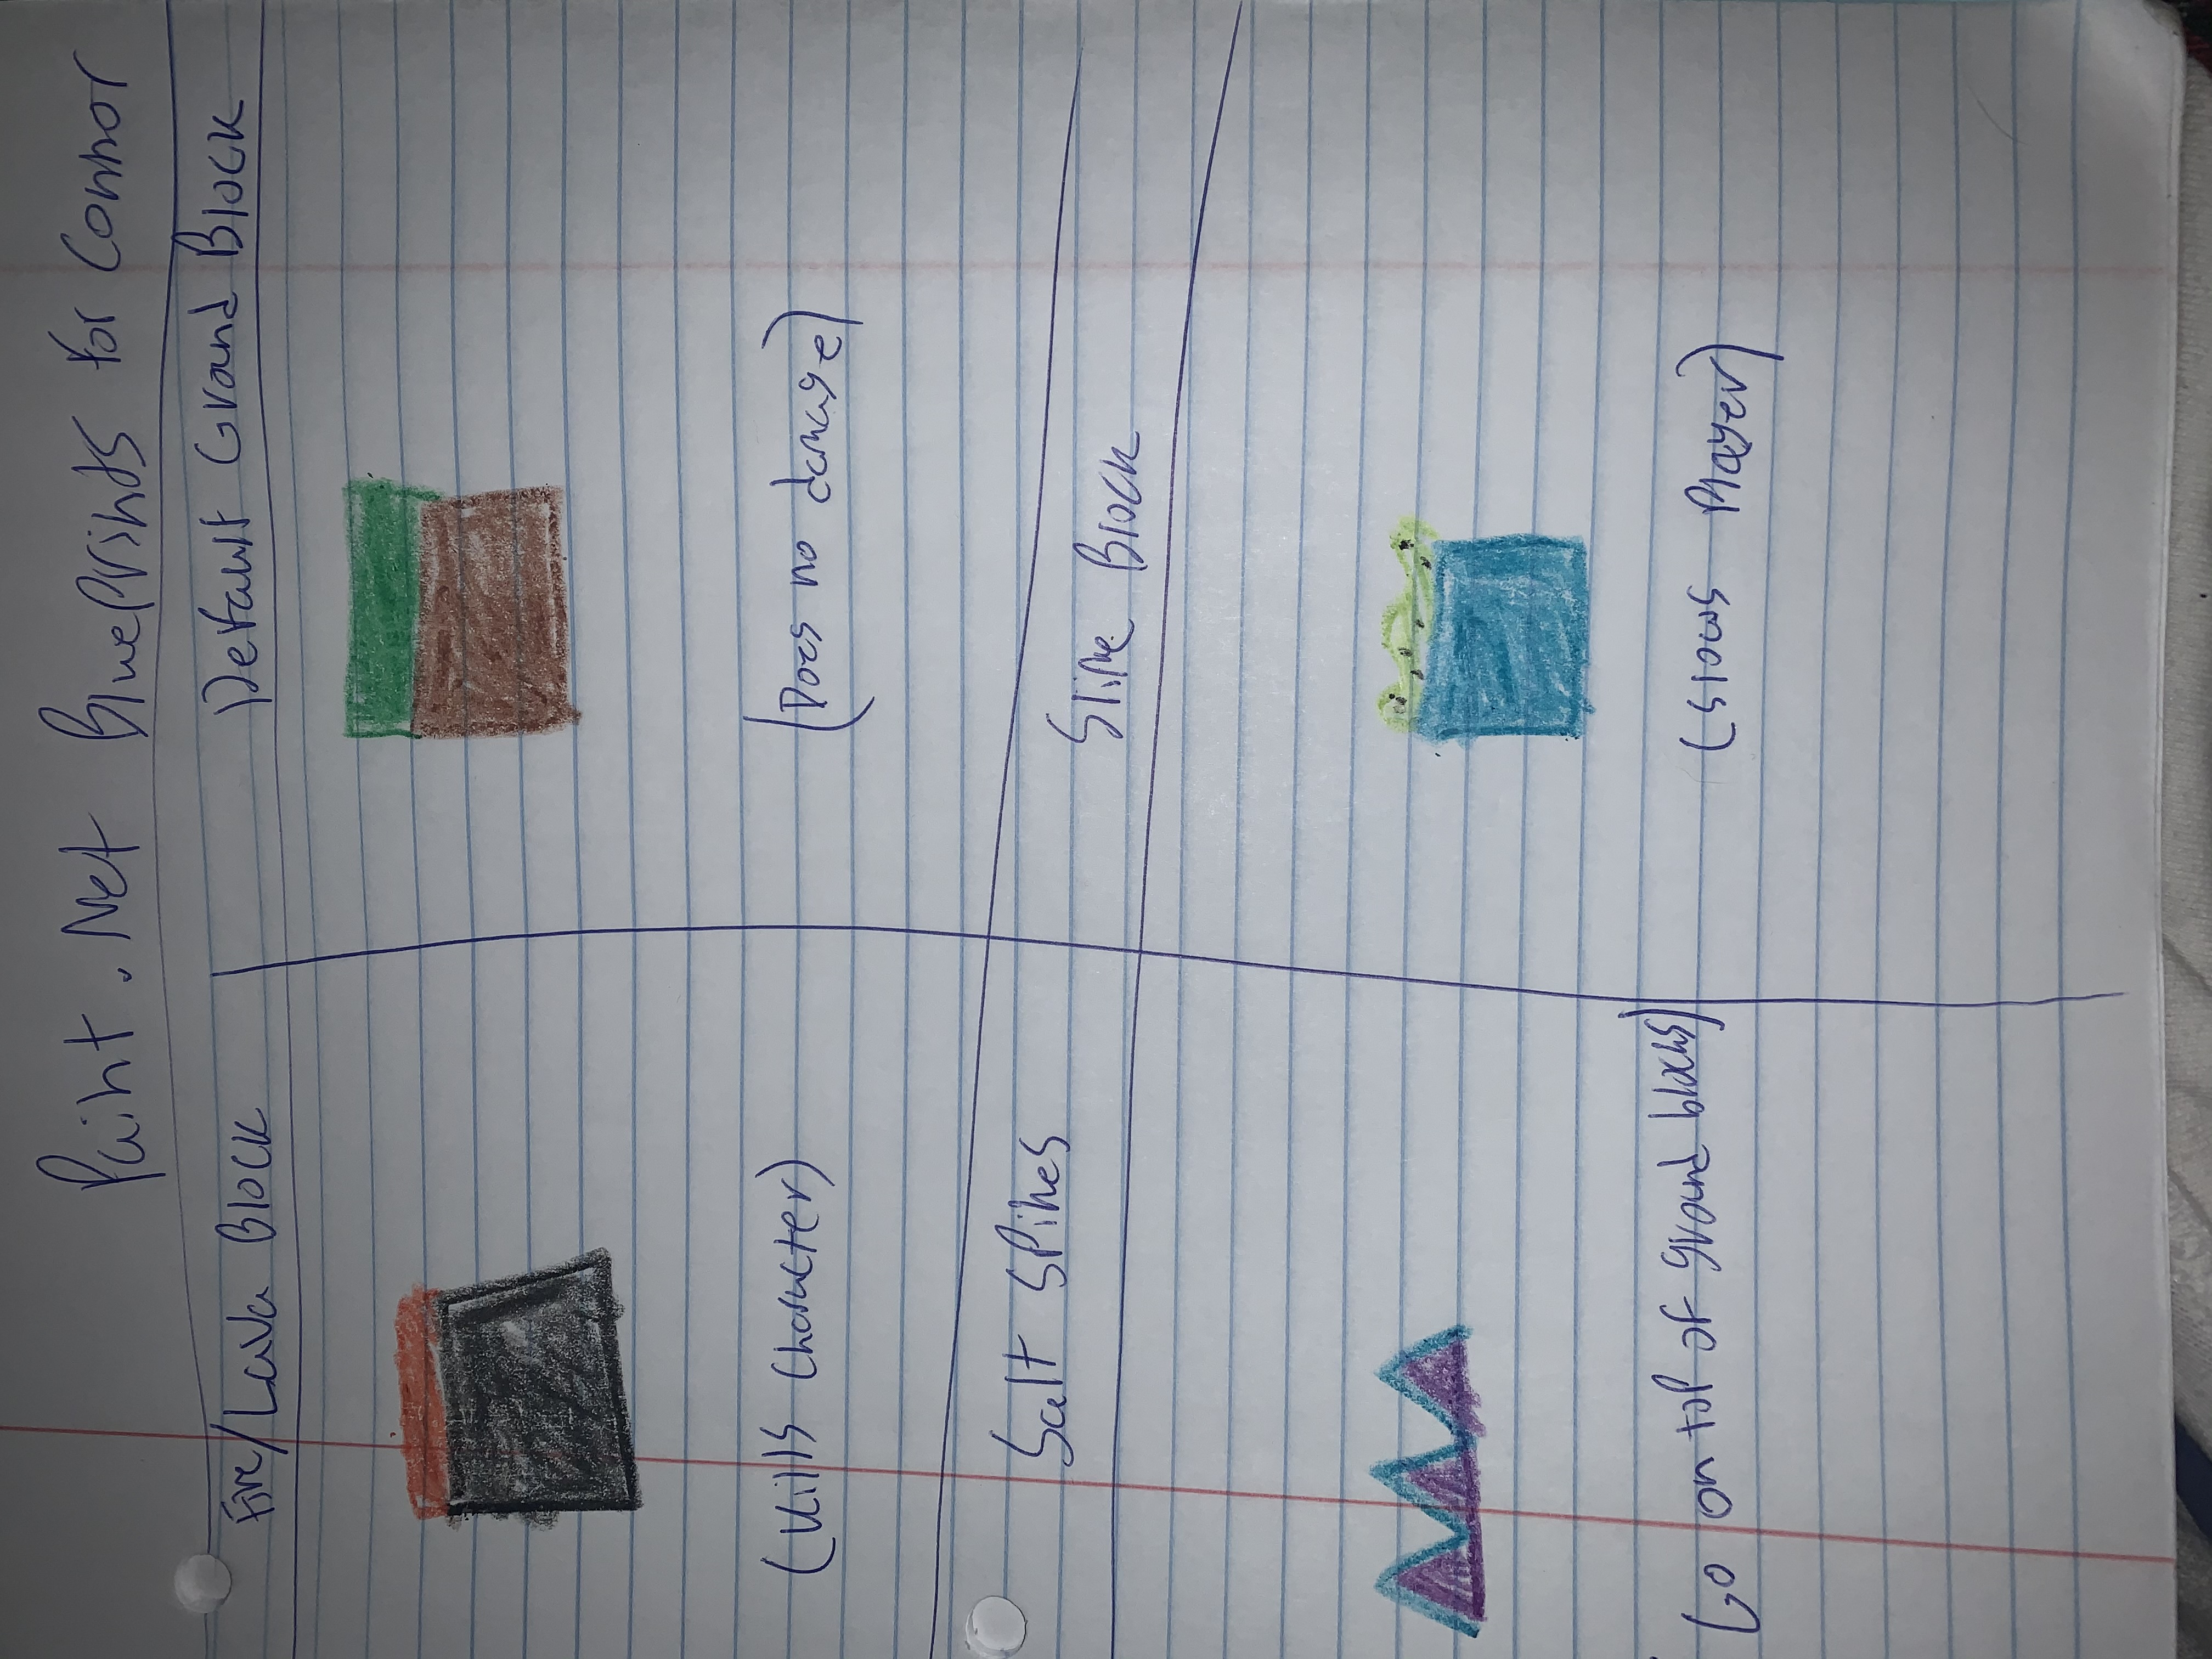 Paint.Net Blueprints for Connor
Fire/Lava Block
Default Ground Block
(Kills Character)
(Does no damage)
Salt Spikes
Slime Block
Go on top of ground blocks)
(Slows Player)